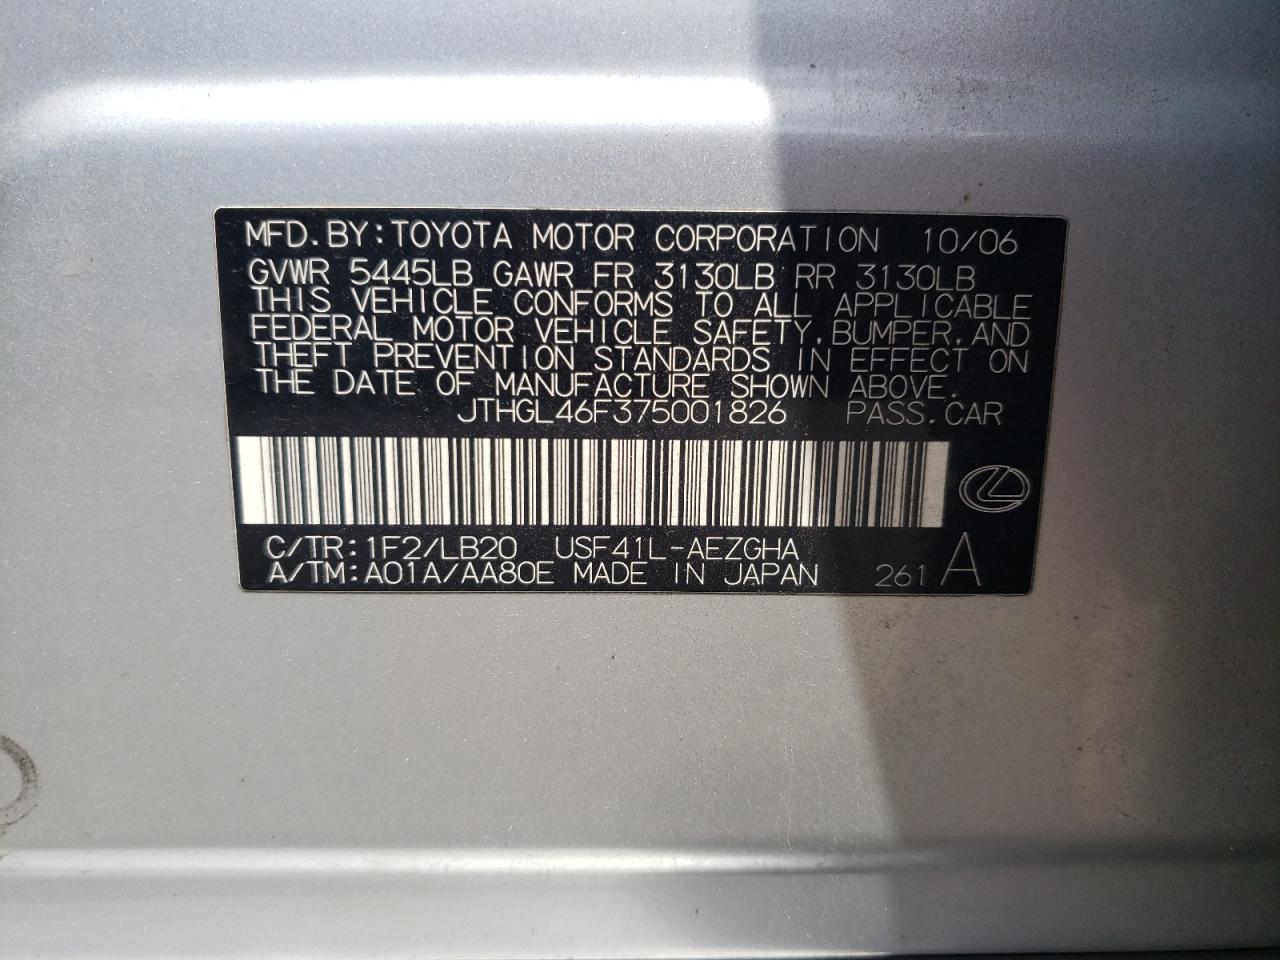 MFD.BY:TOYOTA MOTOR CORPORATION 10/06
GVWR 5445LB GAWR FR 3130LB RR 3130LB
THIS VEHICLE CONFORMS TO ALL APPLICABLE
FEDERAL MOTOR VEHICLE SAFETY,BUMPER,AND
THEFT PREVENTION STANDARDS IN EFFECT ON
THE DATE OF MANUFACTURE SHOWN ABOVE.
JTHGL46F375001826 PASS.CAR
C/TR:1F2/LB20 USF41L-AEZGHA
A/TM:A01A/AA80E MADE IN JAPAN 261 A